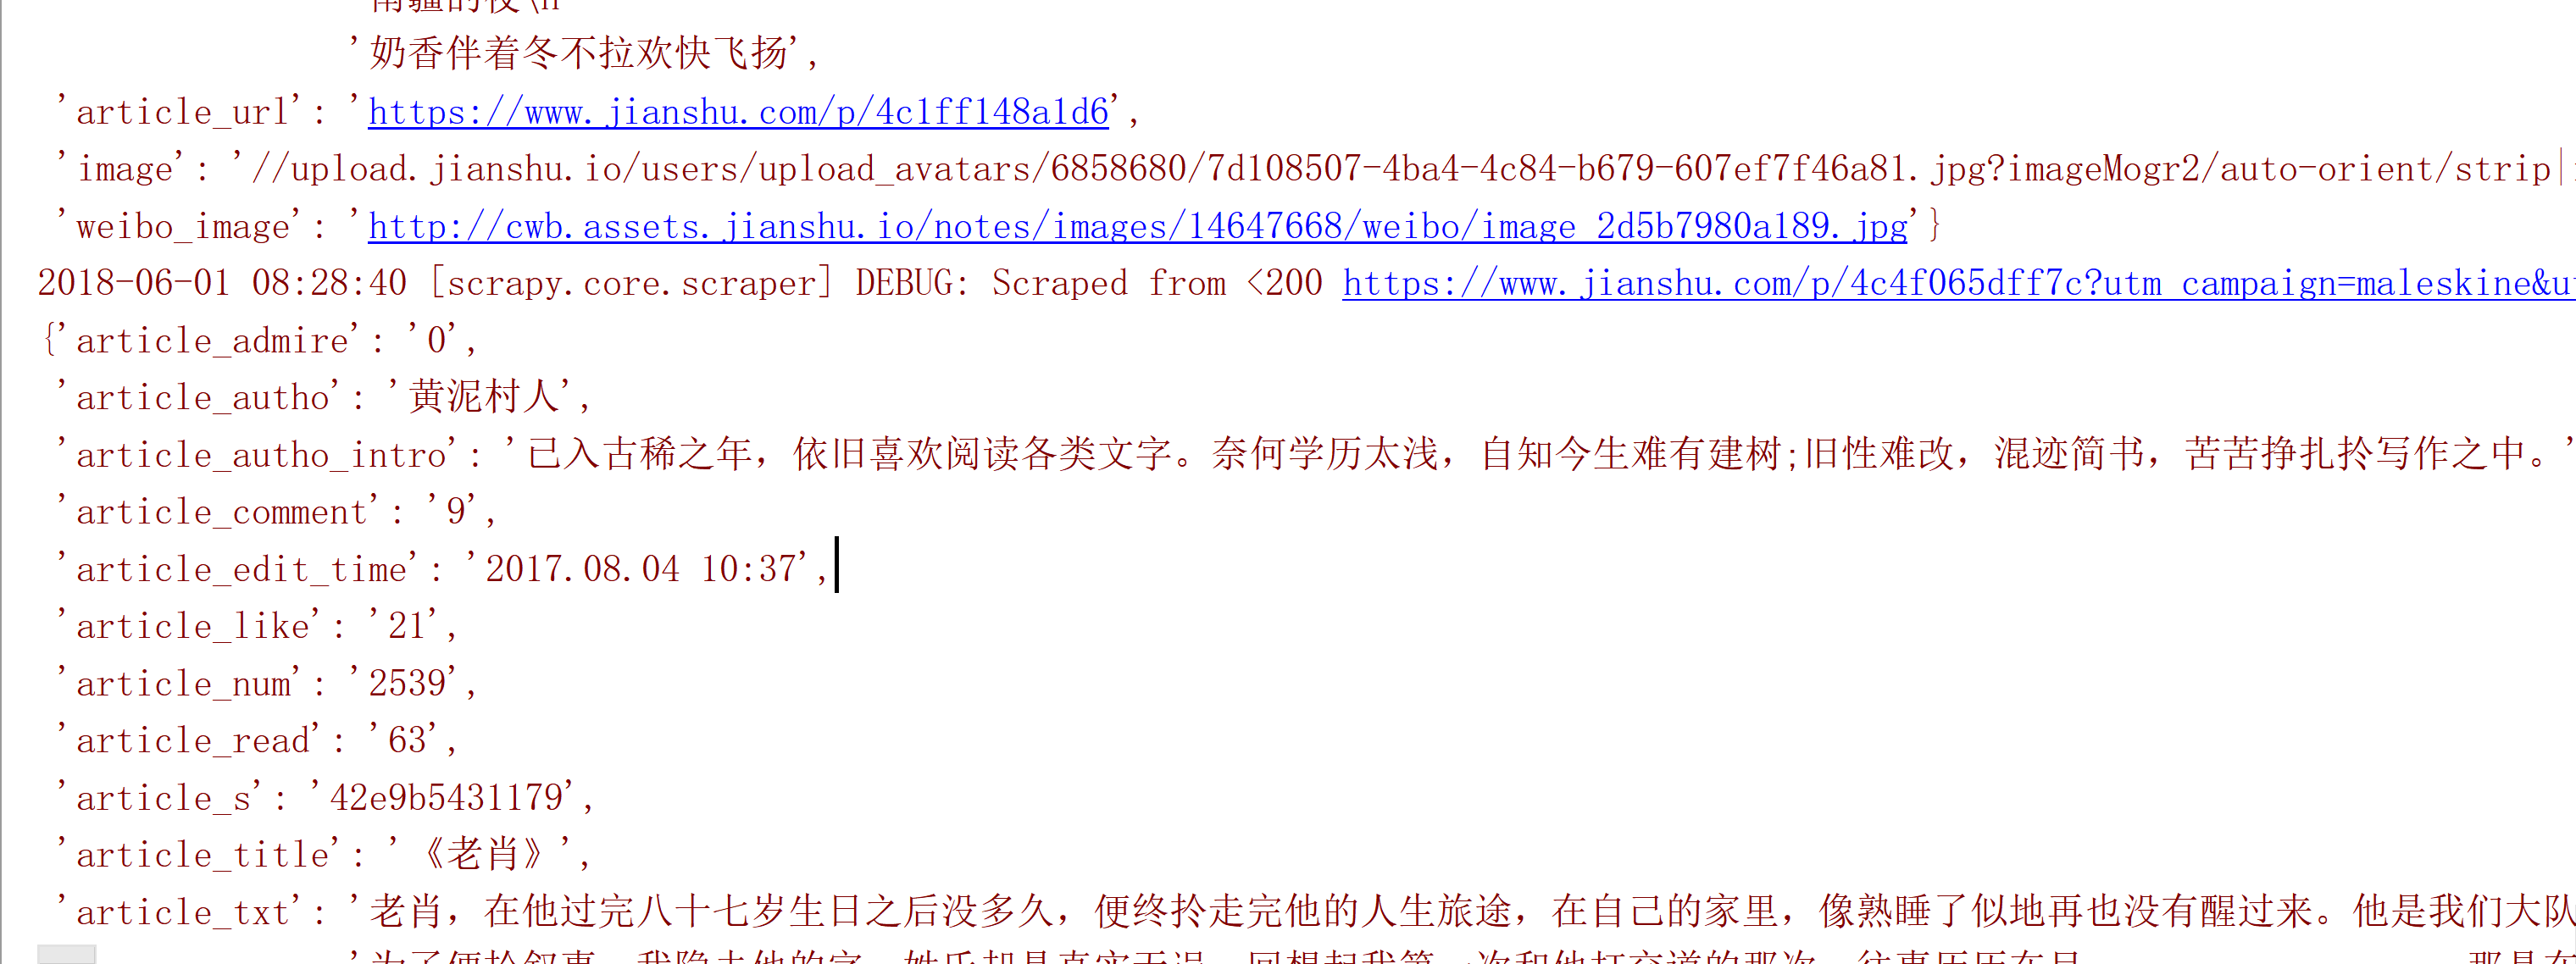 南疆的夜\n'
'奶香伴着冬不拉欢快飞扬',
'article_url': 'https://www.jianshu.com/p/4c1ff148a1d6',
'image': '//upload.jianshu.io/users/upload_avatars/6858680/7d108507-4ba4-4c84-b679-607ef7f46a81.jpg?imageMogr2/auto-orient/strip|
'weibo_image': 'http://cwb.assets.jianshu.io/notes/images/14647668/weibo/image_2d5b7980a189.jpg'}
2018-06-01 08:28:40 [scrapy.core.scraper] DEBUG: Scraped from <200 https://www.jianshu.com/p/4c4f065dff7c?utm_campaign=maleskine&u
{'article_admire': '0',
'article_autho': '黄泥村人',
'article_autho_intro': '已入古稀之年，依旧喜欢阅读各类文字。奈何学历太浅，自知今生难有建树;旧性难改，混迹简书，苦苦挣扎扵写作之中。'
'article_comment': '9',
'article_edit_time': '2017.08.04 10:37',
'article_like': '21',
'article_num': '2539',
'article_read': '63',
'article_s': '42e9b5431179',
'article_title': '《老肖》',
'article_txt': '老肖，在他过完八十七岁生日之后没多久，便终扵走完他的人生旅途，在自己的家里，像熟睡了似地再也没有醒过来。他是我们大队